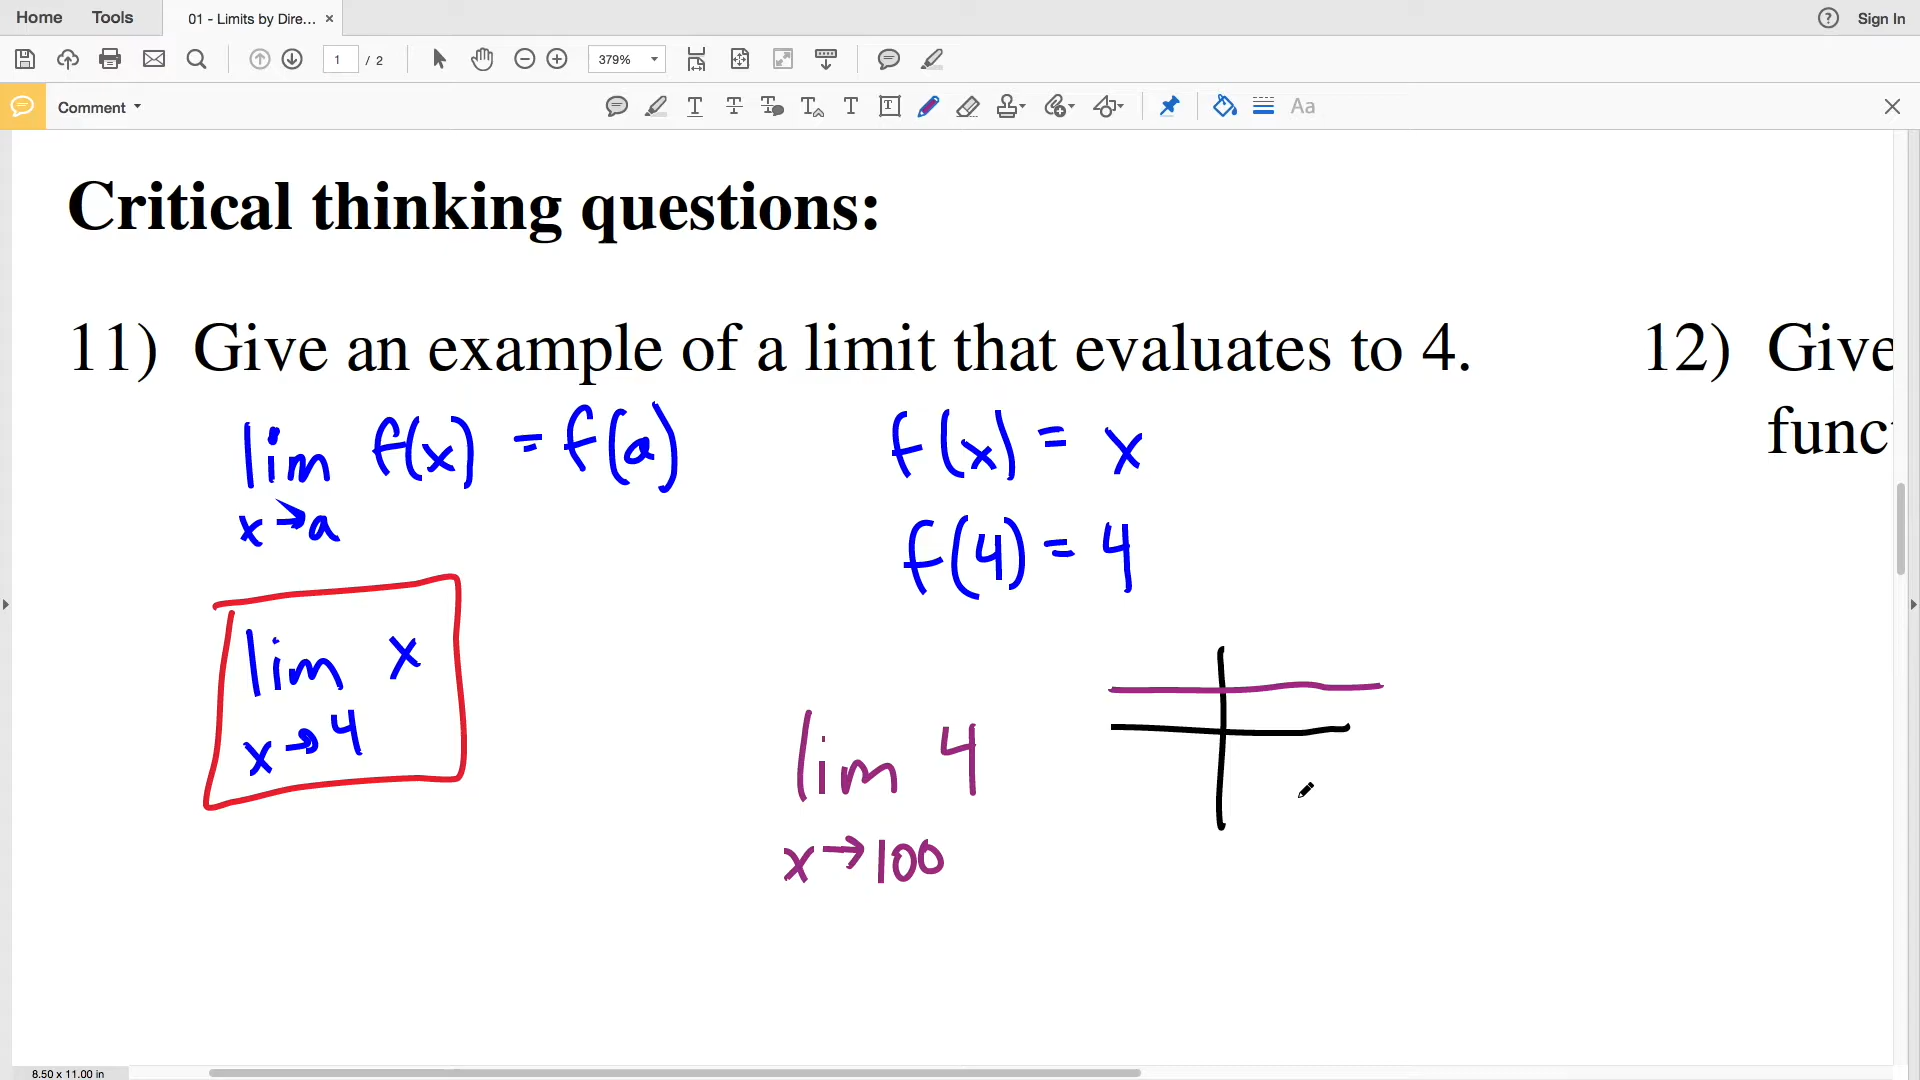 Home Tools 01 - Limits by Dire... × Sign In
1 / 2 379%
Comment Aa
Critical thinking questions:
11) Give an example of a limit that evaluates to 4.
lim f(x) = f(a)
x→a
f(x) = x
f(4) = 4
lim x
x→4
lim 4
x→100
12) Give
func
8.50 x 11.00 in